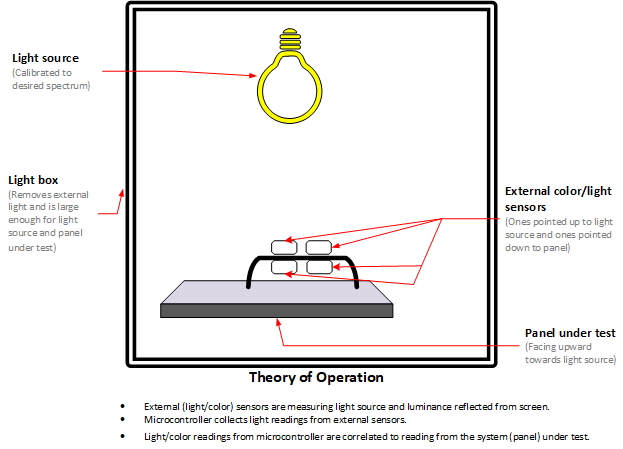 Light source
(Calibrated to
desired spectrum)
Light box
(Removes external
light and is large
enough for light
source and panel
under test)
External color/light
sensors
(Ones pointed up to light
source and ones pointed
down to panel)
Panel under test
(Facing upward
towards light source)
Theory of Operation
• External (light/color) sensors are measuring light source and luminance reflected from screen.
• Microcontroller collects light readings from external sensors.
• Light/color readings from microcontroller are correlated to reading from the system (panel) under test.